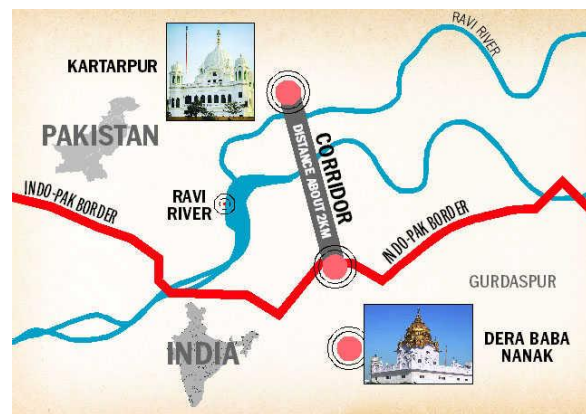 RAVI RIVER
KARTARPUR
PAKISTAN
CORRIDOR
DISTANCE ABOUT 2KM
RAVI
RIVER
INDO-PAK BORDER
INDO-PAK BORDER
GURDASPUR
INDIA
DERA BABA
NANAK